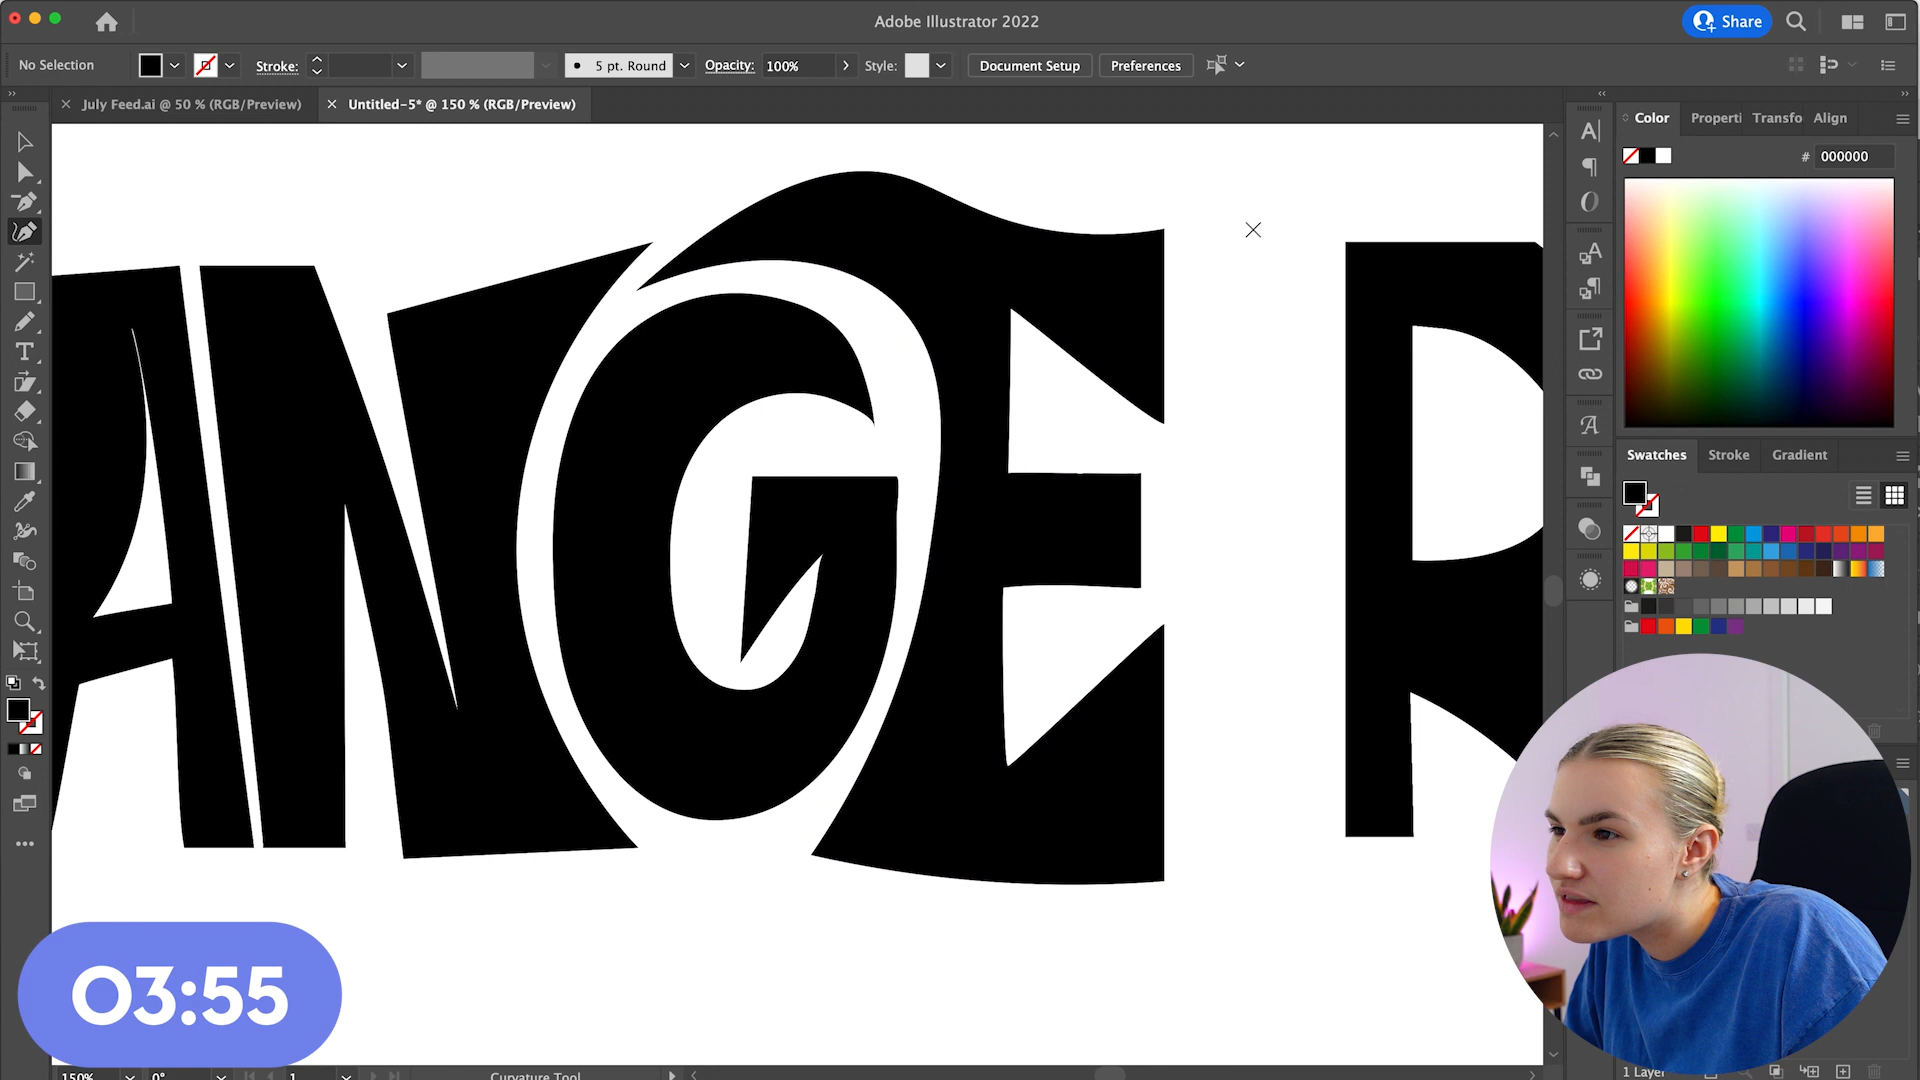 Adobe Illustrator 2022
Share
No Selection
Stroke:
5 pt. Round
Opacity:
100%
Style:
Document Setup
Preferences
July Feed.ai @ 50 % (RGB/Preview)
Untitled-5* @ 150 % (RGB/Preview)
Color
Properti
Transfo
Align
# 000000
ANGE R
Swatches
Stroke
Gradient
03:55
150%
0°
1
Curvature Tool
1 Layer